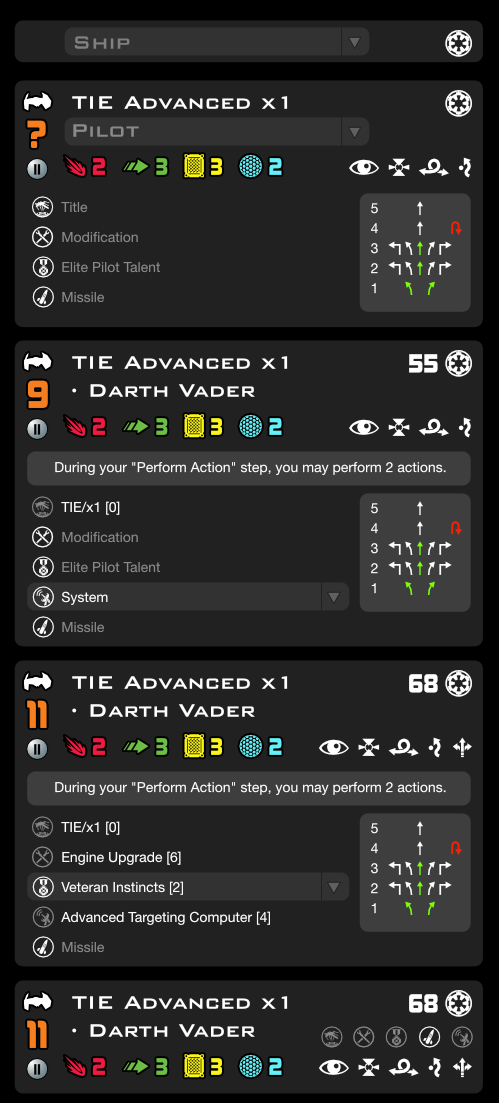 Ship
TIE Advanced x1
?
Pilot
2 3 3 2
Title
Modification
Elite Pilot Talent
Missile
5
4
3
2
1
TIE Advanced x1 55
9 · Darth Vader
2 3 3 2
During your "Perform Action" step, you may perform 2 actions.
TIE/x1 [0]
Modification
Elite Pilot Talent
System
Missile
5
4
3
2
1
TIE Advanced x1 68
11 · Darth Vader
2 3 3 2
During your "Perform Action" step, you may perform 2 actions.
TIE/x1 [0]
Engine Upgrade [6]
Veteran Instincts [2]
Advanced Targeting Computer [4]
Missile
5
4
3
2
1
TIE Advanced x1 68
11 · Darth Vader
2 3 3 2